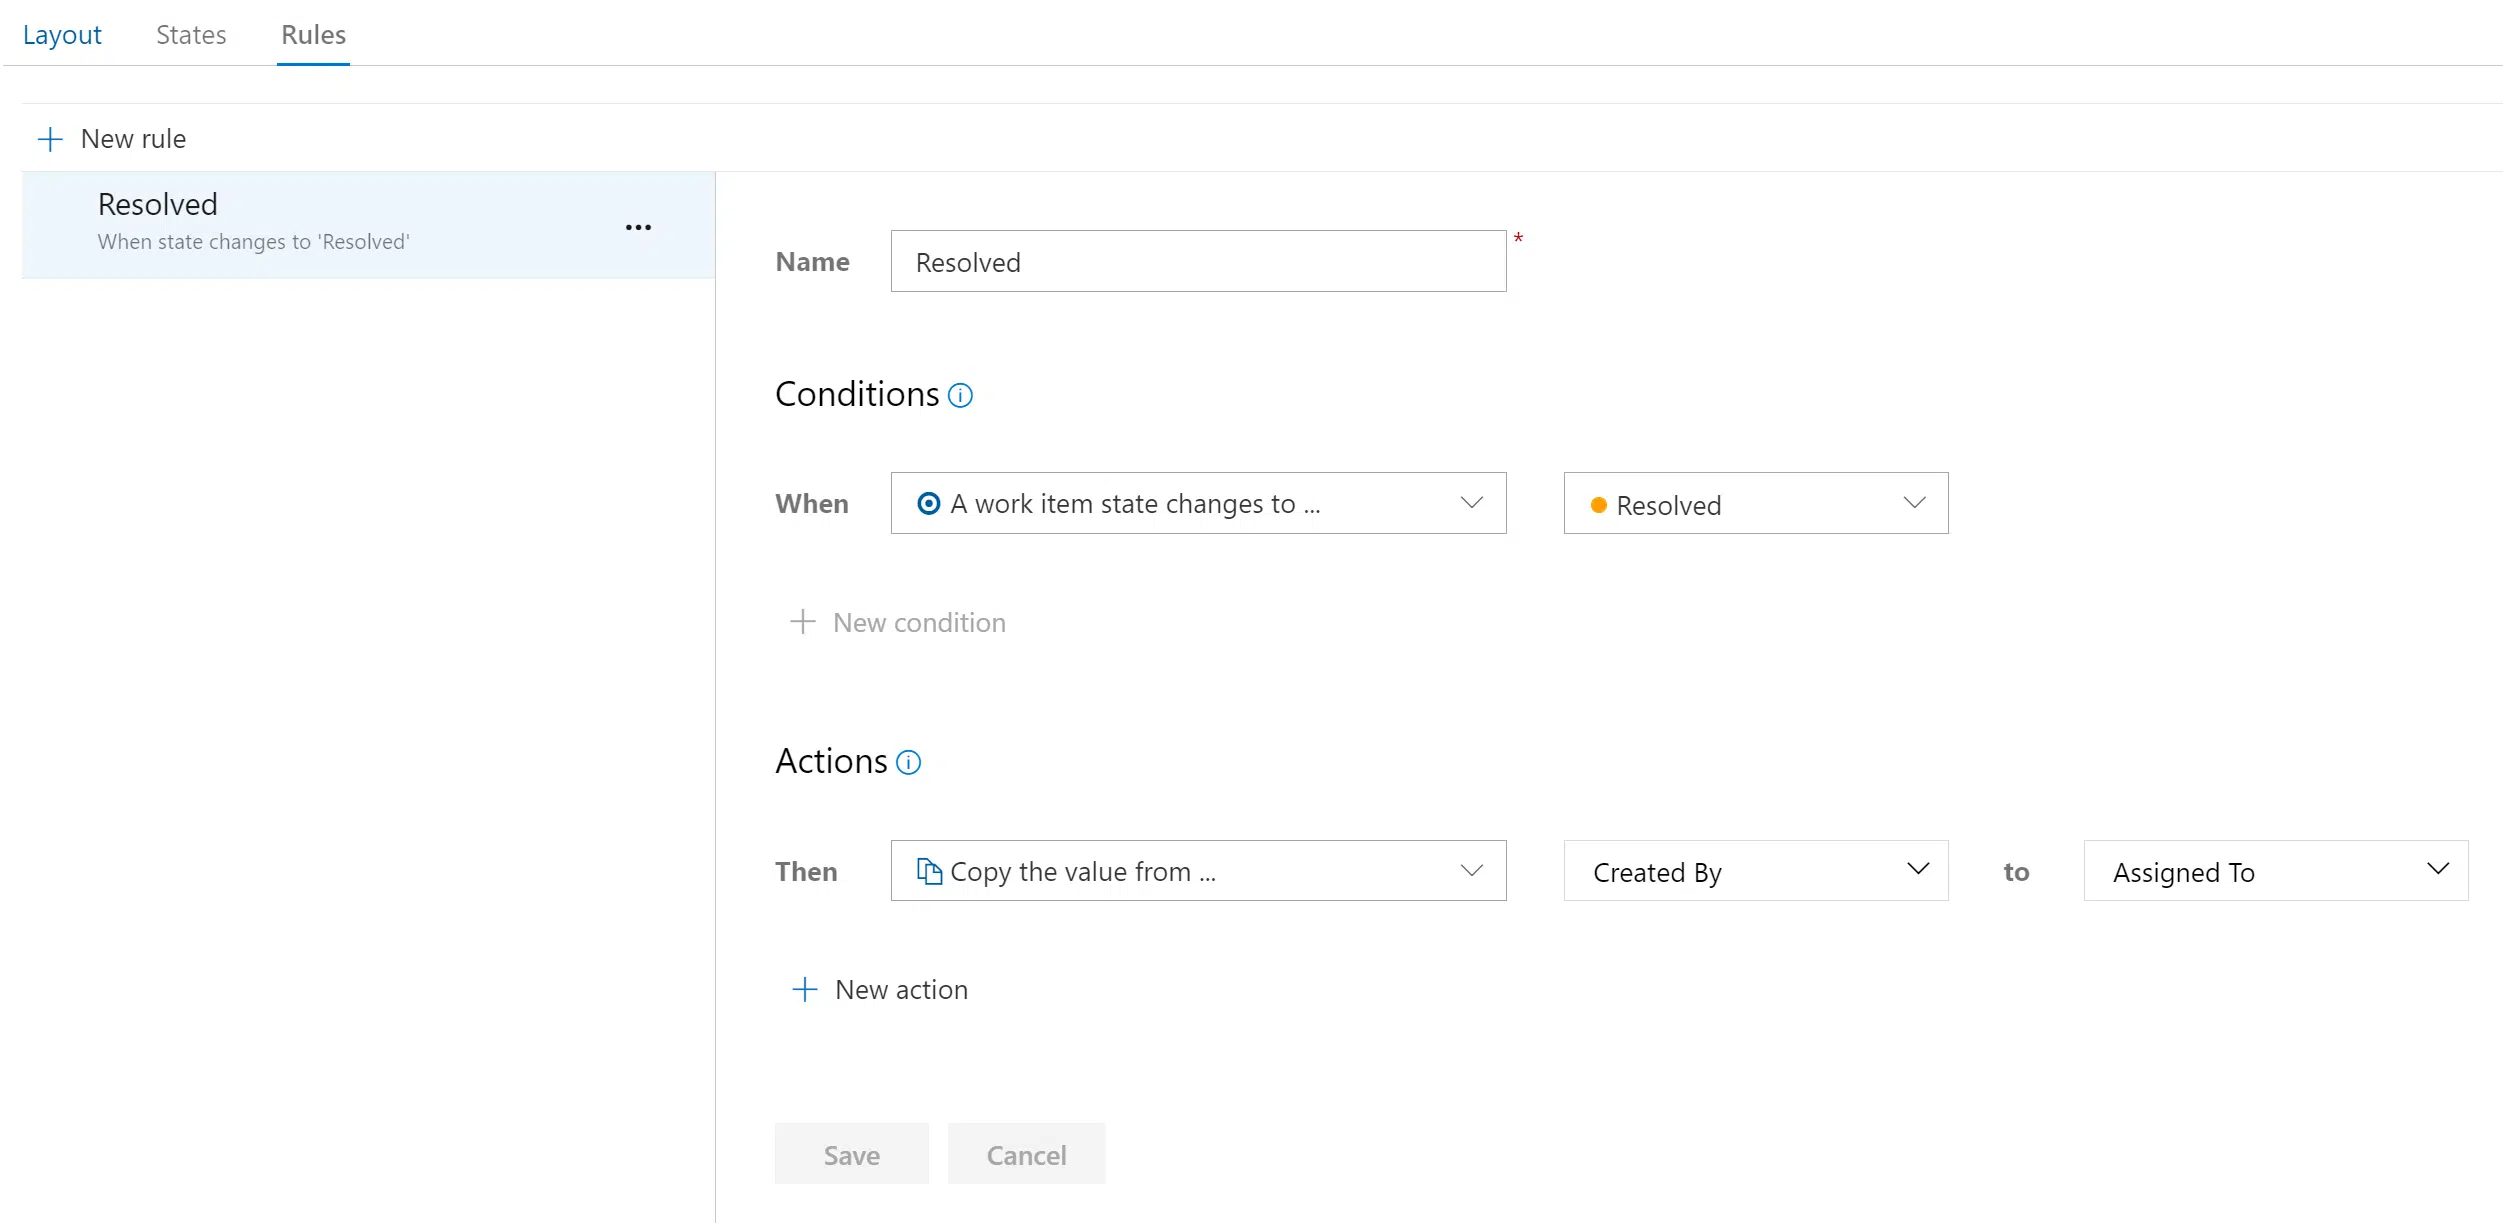 Layout States Rules
New rule
Resolved
When state changes to 'Resolved'
Name Resolved *
Conditions
When A work item state changes to ... Resolved
New condition
Actions
Then Copy the value from ... Created By to Assigned To
New action
Save Cancel